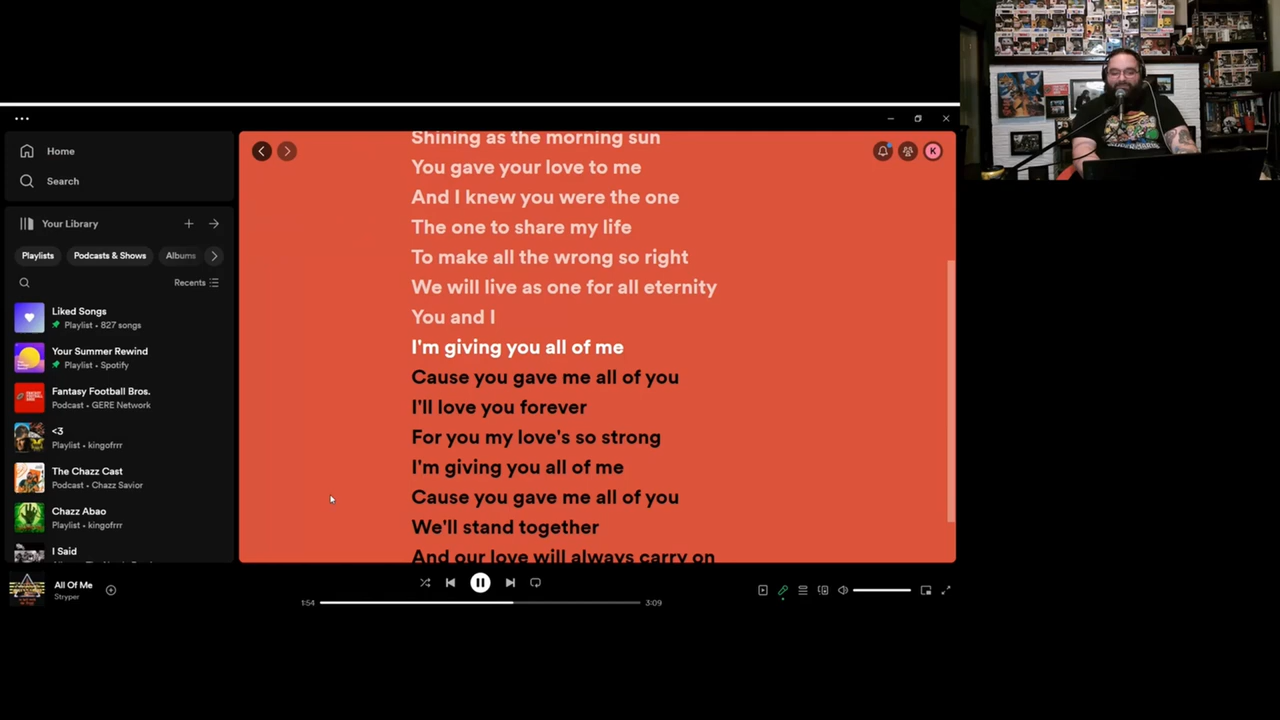 Home
Search
Your Library
Playlists
Podcasts & Shows
Albums
Recents
Liked Songs
Playlist • 827 songs
Your Summer Rewind
Playlist • Spotify
Fantasy Football Bros.
Podcast • GERE Network
<3
Playlist • kingofrrr
The Chazz Cast
Podcast • Chazz Savior
Chazz Abao
Playlist • kingofrrr
I Said
K
Shining as the morning sun
You gave your love to me
And I knew you were the one
The one to share my life
To make all the wrong so right
We will live as one for all eternity
You and I
I'm giving you all of me
Cause you gave me all of you
I'll love you forever
For you my love's so strong
I'm giving you all of me
Cause you gave me all of you
We'll stand together
And our love will always carry on
All Of Me
Stryper
1:54
3:09